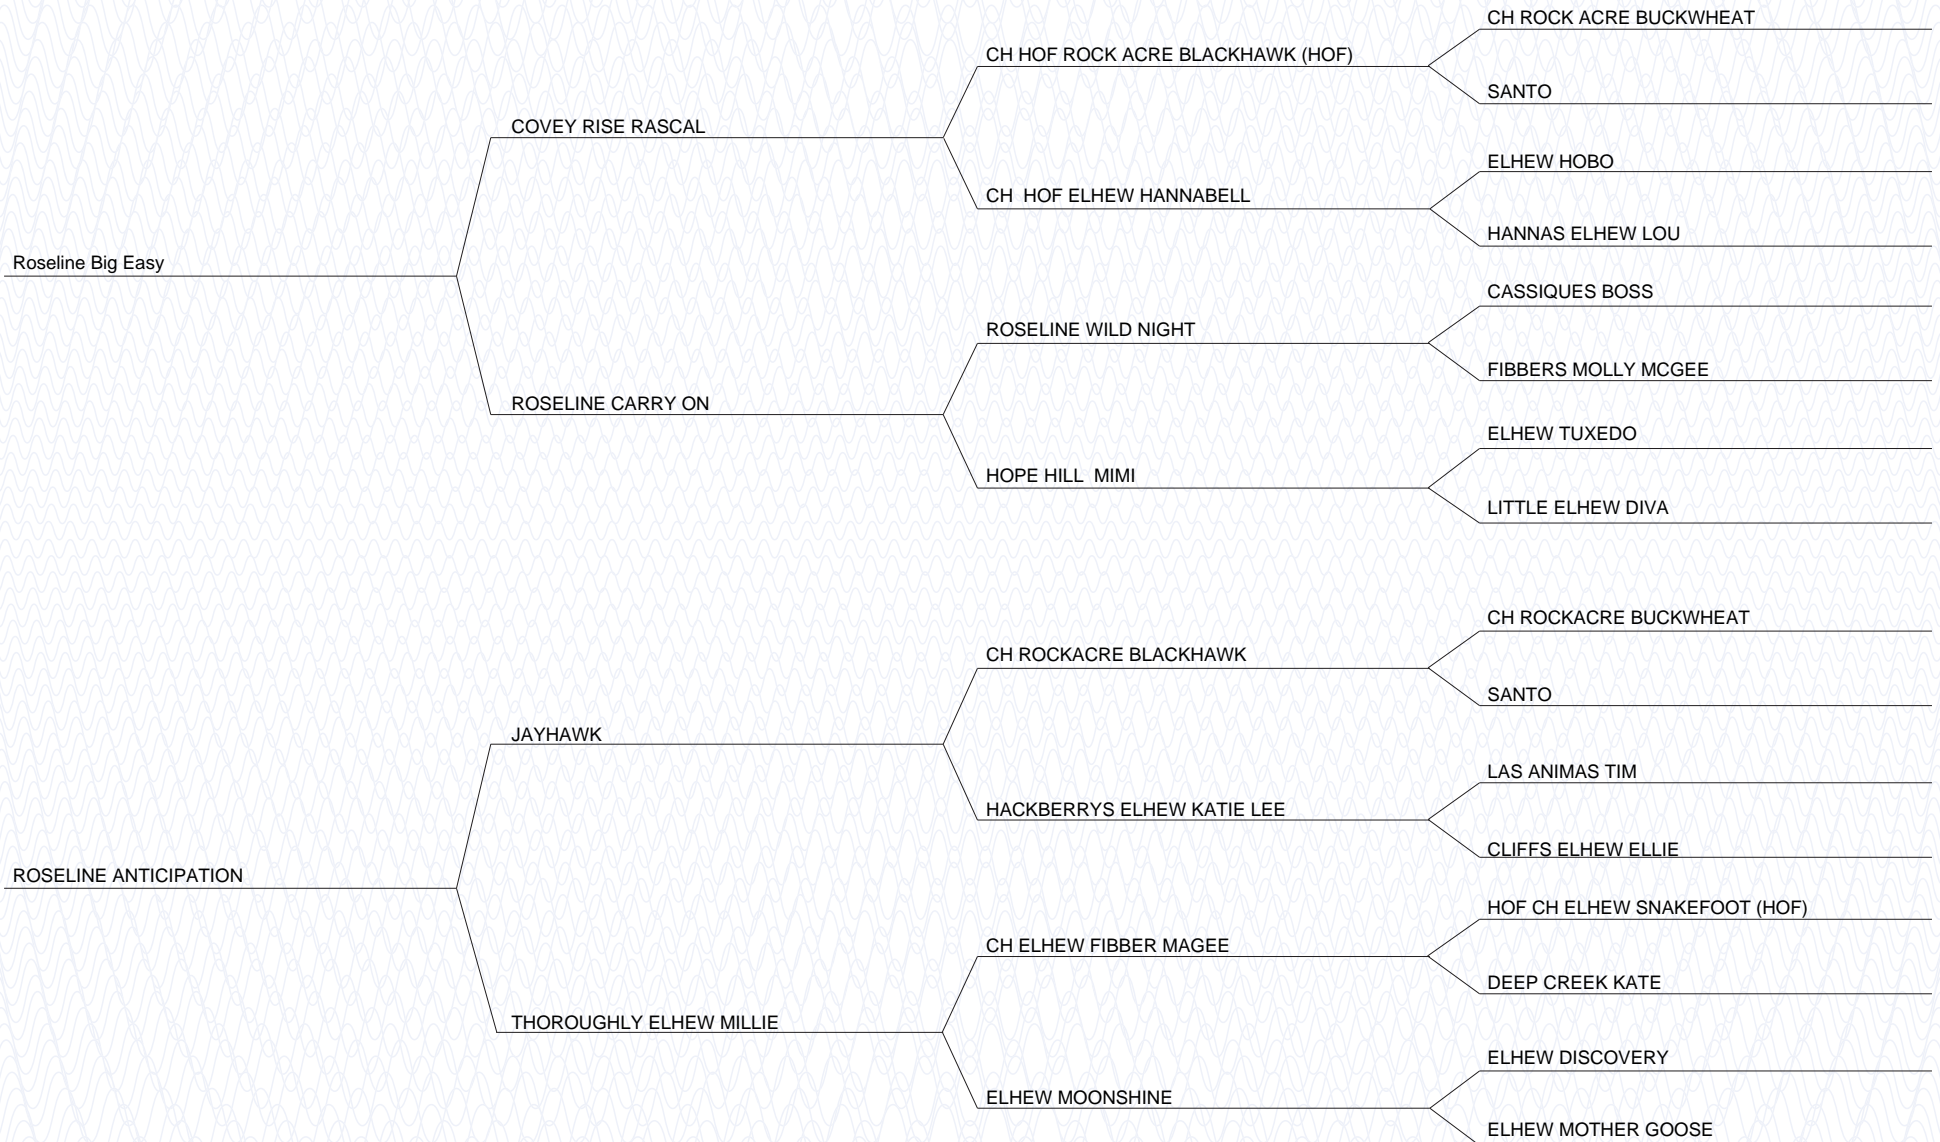 CH ROCK ACRE BUCKWHEAT
CH HOF ROCK ACRE BLACKHAWK (HOF)
SANTO
COVEY RISE RASCAL
ELHEW HOBO
CH  HOF ELHEW HANNABELL
HANNAS ELHEW LOU
Roseline Big Easy
CASSIQUES BOSS
ROSELINE WILD NIGHT
FIBBERS MOLLY MCGEE
ROSELINE CARRY ON
ELHEW TUXEDO
HOPE HILL  MIMI
LITTLE ELHEW DIVA
CH ROCKACRE BUCKWHEAT
CH ROCKACRE BLACKHAWK
SANTO
JAYHAWK
LAS ANIMAS TIM
HACKBERRYS ELHEW KATIE LEE
CLIFFS ELHEW ELLIE
ROSELINE ANTICIPATION
HOF CH ELHEW SNAKEFOOT (HOF)
CH ELHEW FIBBER MAGEE
DEEP CREEK KATE
THOROUGHLY ELHEW MILLIE
ELHEW DISCOVERY
ELHEW MOONSHINE
ELHEW MOTHER GOOSE